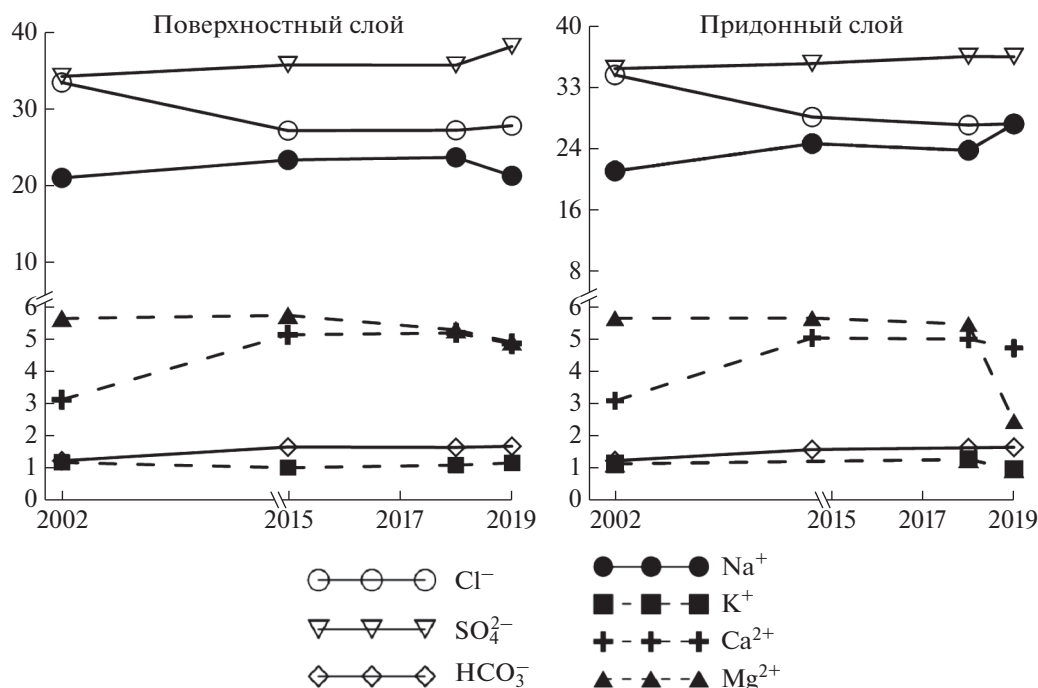 Поверхностный слой
40
30
20
10
6
5
4
3
2
1
0
2002 2015 2017 2019
Придонный слой
40
33
24
16
8
6
5
4
3
2
1
0
2002 2015 2017 2019
Cl⁻
SO₄²⁻
HCO₃⁻
Na⁺
K⁺
Ca²⁺
Mg²⁺